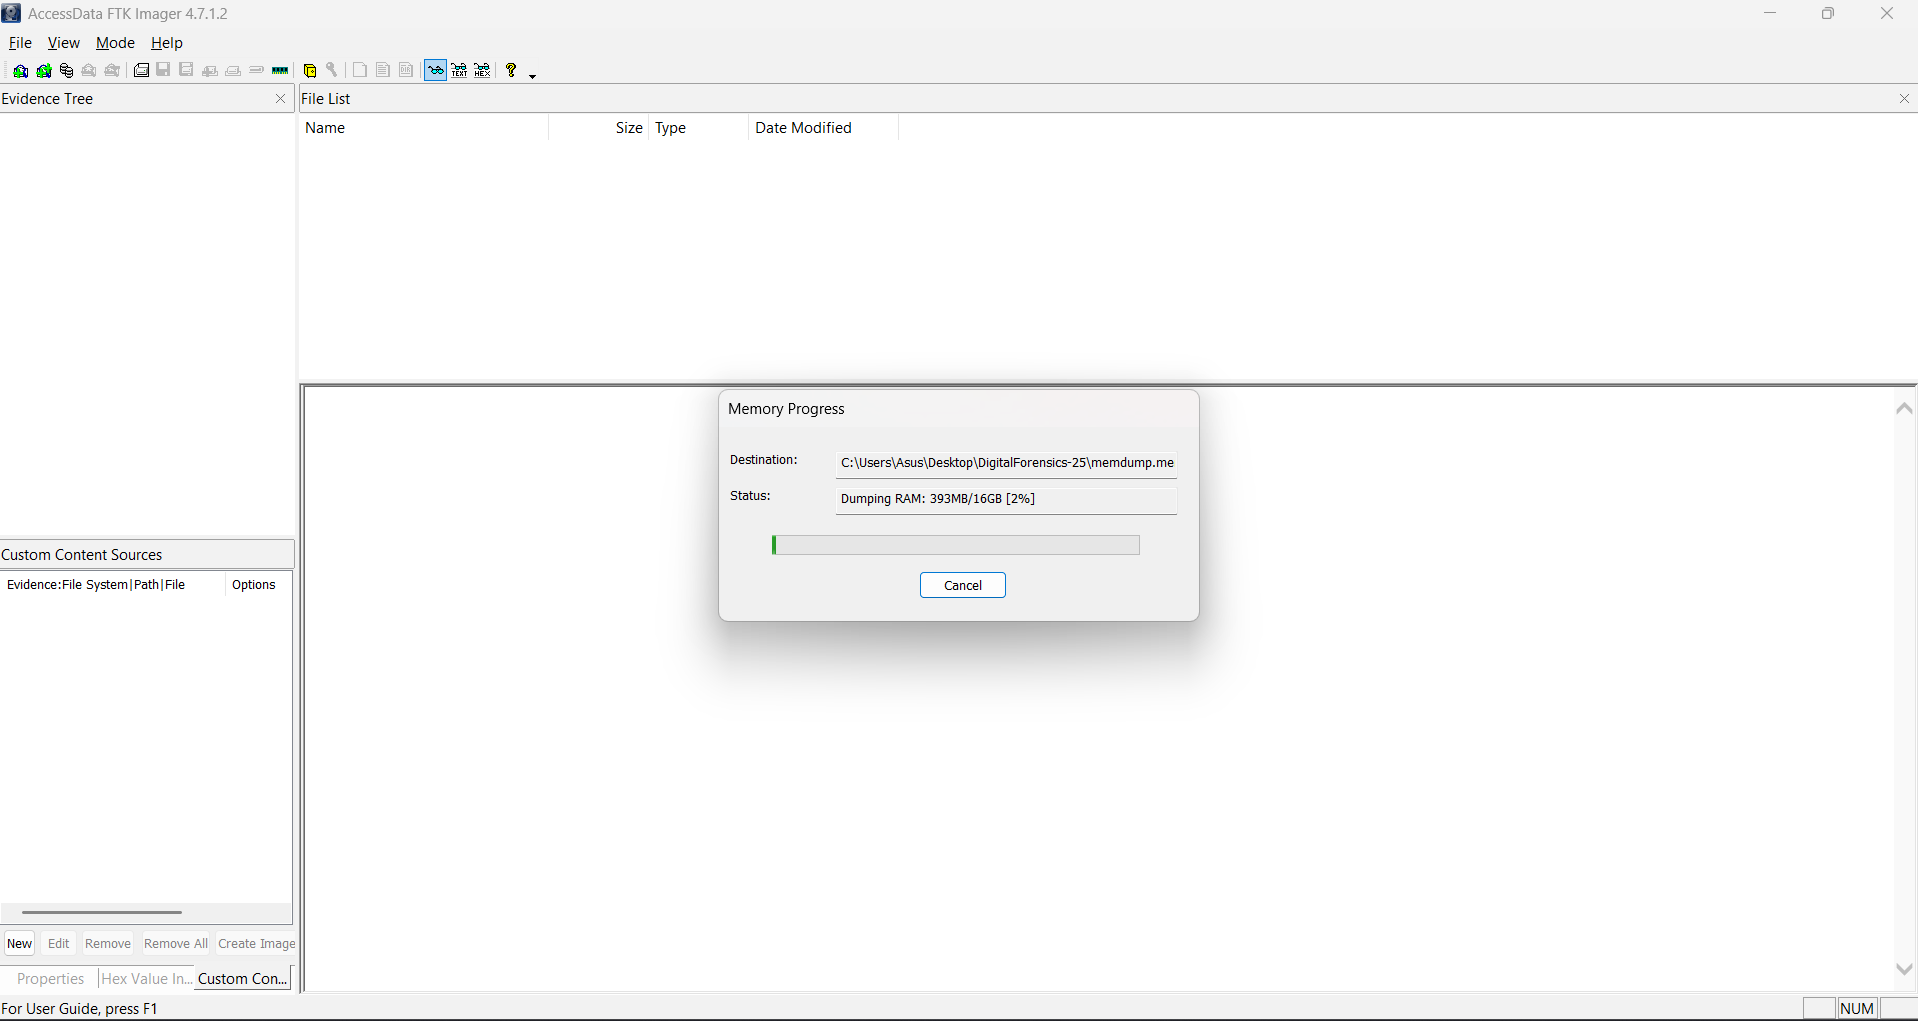 AccessData FTK Imager 4.7.1.2
File View Mode Help
TEXT HEX ?
Evidence Tree
File List
Name Size Type Date Modified
Memory Progress
Destination: C:\Users\Asus\Desktop\DigitalForensics-25\memdump.me
Status: Dumping RAM: 393MB/16GB [2%]
Cancel
Custom Content Sources
Evidence:File System|Path|File Options
New Edit Remove Remove All Create Image
Properties Hex Value In... Custom Con...
For User Guide, press F1
NUM